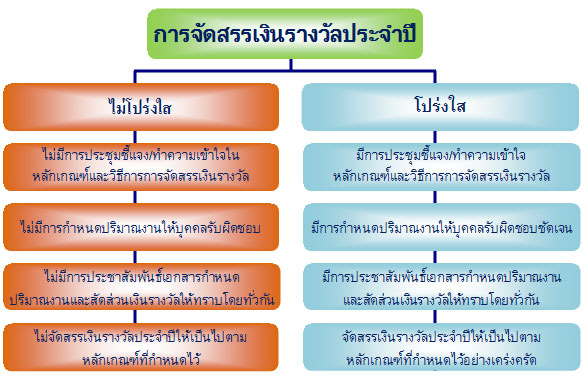 การจัดสรรเงินรางวัลประจำปี
ไม่โปร่งใส
ไม่มีการประชุมชี้แจง/ทำความเข้าใจใน
หลักเกณฑ์และวิธีการการจัดสรรเงินรางวัล
ไม่มีการกำหนดปริมาณงานให้บุคคลรับผิดชอบ
ไม่มีการประชาสัมพันธ์เอกสารกำหนด
ปริมาณงานและสัดส่วนเงินรางวัลให้ทราบโดยทั่วกัน
ไม่จัดสรรเงินรางวัลประจำปีให้เป็นไปตาม
หลักเกณฑ์ที่กำหนดไว้
โปร่งใส
มีการประชุมชี้แจง/ทำความเข้าใจ
หลักเกณฑ์และวิธีการการจัดสรรเงินรางวัล
มีการกำหนดปริมาณงานให้บุคคลรับผิดชอบชัดเจน
มีการประชาสัมพันธ์เอกสารกำหนดปริมาณงาน
และสัดส่วนเงินรางวัลให้ทราบโดยทั่วกัน
จัดสรรเงินรางวัลประจำปีให้เป็นไปตาม
หลักเกณฑ์ที่กำหนดไว้อย่างเคร่งครัด